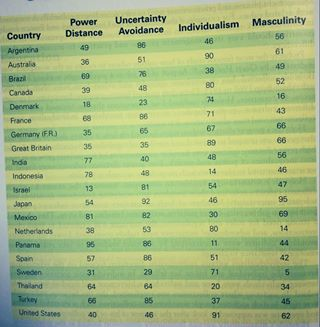 Country Power Distance Uncertainty Avoidance Individualism Masculinity
Argentina 49 86 46 56
Australia 36 51 90 61
Brazil 69 76 38 49
Canada 39 48 80 52
Denmark 18 23 74 16
France 68 86 71 43
Germany (F.R.) 35 65 67 66
Great Britain 35 35 89 66
India 77 40 48 56
Indonesia 78 48 14 46
Israel 13 81 54 47
Japan 54 92 46 95
Mexico 81 82 30 69
Netherlands 38 53 80 14
Panama 95 86 11 44
Spain 57 86 51 42
Sweden 31 29 71 5
Thailand 64 64 20 34
Turkey 66 85 37 45
United States 40 46 91 62